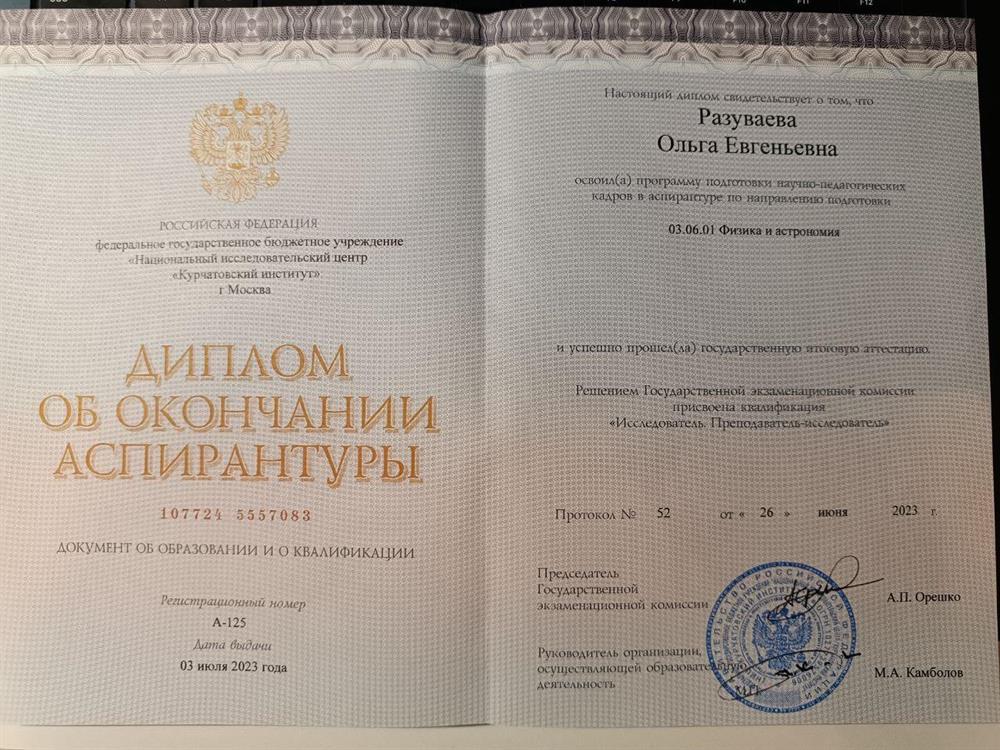 РОССИЙСКАЯ ФЕДЕРАЦИЯ
федеральное государственное бюджетное учреждение
«Национальный исследовательский центр
«Курчатовский институт»
г Москва
ДИПЛОМ
ОБ ОКОНЧАНИИ
АСПИРАНТУРЫ
107724 5557083
ДОКУМЕНТ ОБ ОБРАЗОВАНИИ И О КВАЛИФИКАЦИИ
Регистрационный номер
А-125
Дата выдачи
03 июля 2023 года
Настоящий диплом свидетельствует о том, что
Разуваева
Ольга Евгеньевна
освоил(а) программу подготовки научно-педагогических
кадров в аспирантуре по направлению подготовки
03.06.01 Физика и астрономия
и успешно прошел(ла) государственную итоговую аттестацию.
Решением Государственной экзаменационной комиссии
присвоена квалификация
«Исследователь. Преподаватель-исследователь»
Протокол № 52 от « 26 » июня 2023 г.
Председатель
Государственной
экзаменационной комиссии
А.П. Орешко
Руководитель организации,
осуществляющей образовательную
деятельность
М.А. Камболов
М.П.